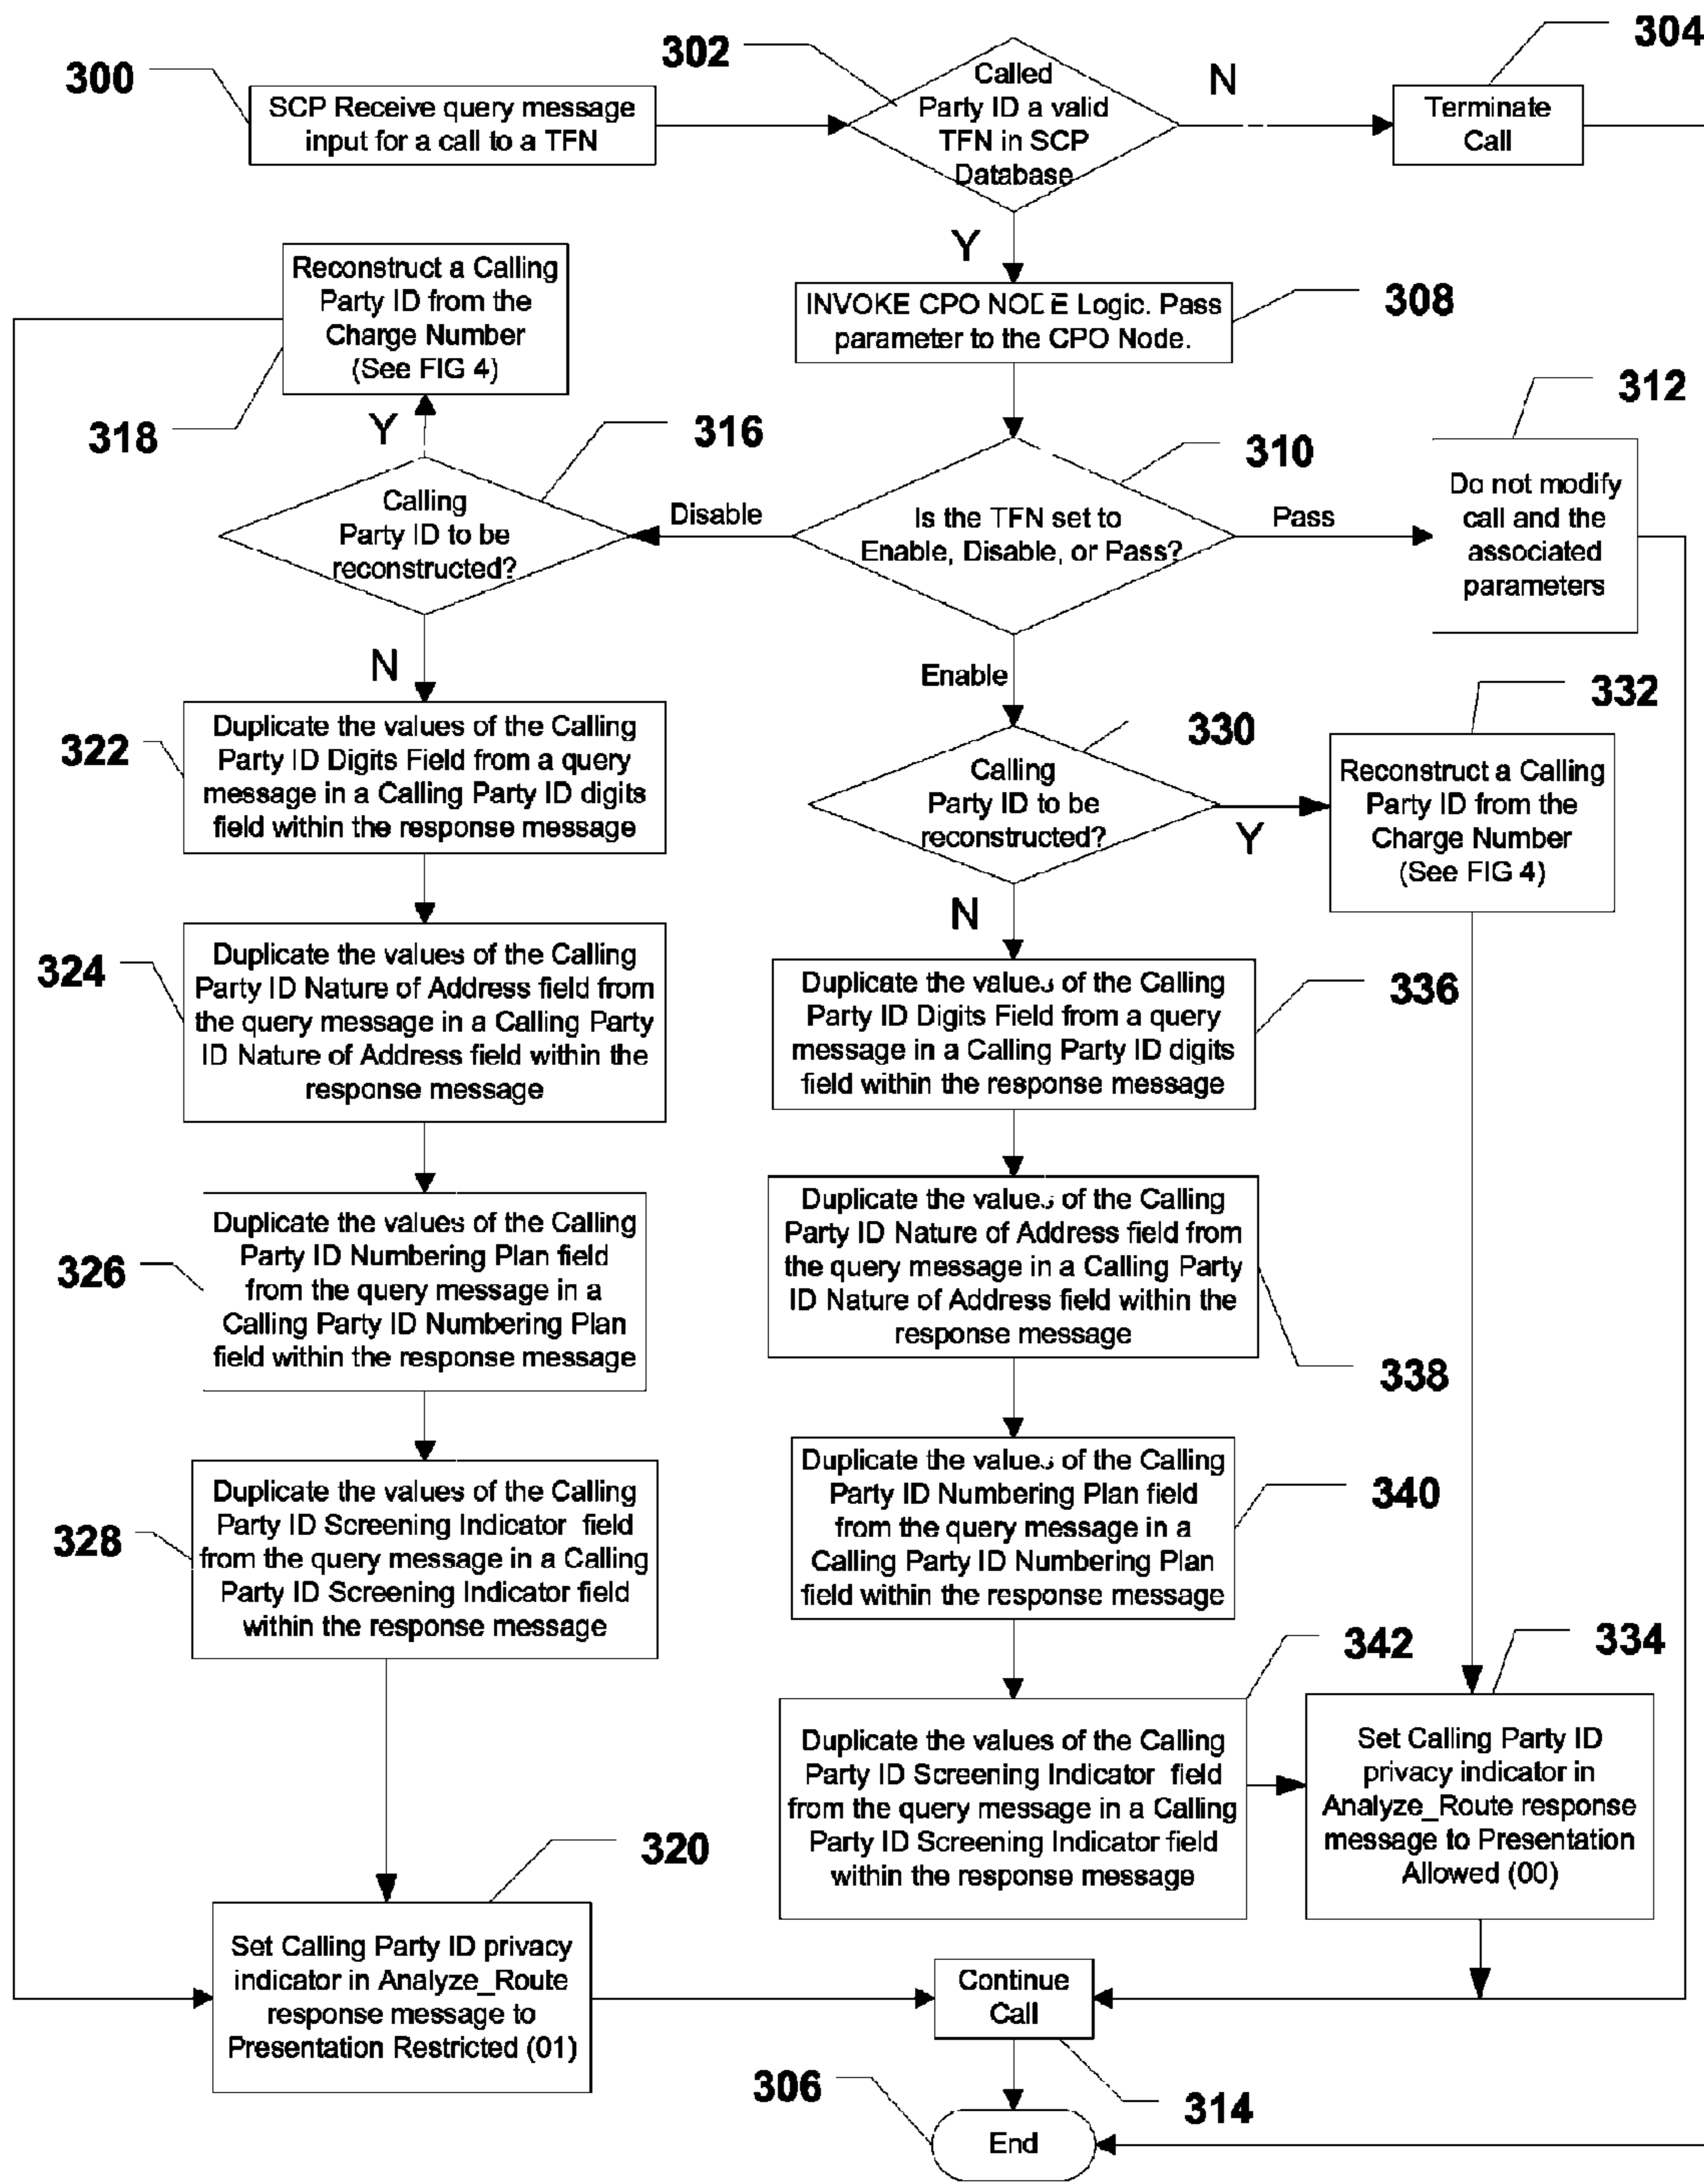 300
SCP Receive query message
input for a call to a TFN
302
Called
Party ID a valid
TFN in SCP
Database
N
304
Terminate
Call
Y
Reconstruct a Calling
Party ID from the
Charge Number
(See FIG 4)
318
INVOKE CPO NODE Logic. Pass
parameter to the CPO Node.
308
Y
316
Calling
Party ID to be
reconstructed?
Disable
310
Is the TFN set to
Enable, Disable, or Pass?
Pass
312
Do not modify
call and the
associated
parameters
N
Enable
322
Duplicate the values of the Calling
Party ID Digits Field from a query
message in a Calling Party ID digits
field within the response message
330
Calling
Party ID to be
reconstructed?
Y
332
Reconstruct a Calling
Party ID from the
Charge Number
(See FIG 4)
N
324
Duplicate the values of the Calling
Party ID Nature of Address field from
the query message in a Calling Party
ID Nature of Address field within the
response message
336
Duplicate the values of the Calling
Party ID Digits Field from a query
message in a Calling Party ID digits
field within the response message
326
Duplicate the values of the Calling
Party ID Numbering Plan field
from the query message in a
Calling Party ID Numbering Plan
field within the response message
Duplicate the values of the Calling
Party ID Nature of Address field from
the query message in a Calling Party
ID Nature of Address field within the
response message
338
328
Duplicate the values of the Calling
Party ID Screening Indicator field
from the query message in a Calling
Party ID Screening Indicator field
within the response message
Duplicate the values of the Calling
Party ID Numbering Plan field
from the query message in a
Calling Party ID Numbering Plan
field within the response message
340
342
Duplicate the values of the Calling
Party ID Screening Indicator field
from the query message in a Calling
Party ID Screening Indicator field
within the response message
334
Set Calling Party ID
privacy indicator in
Analyze_Route response
message to Presentation
Allowed (00)
320
Set Calling Party ID privacy
indicator in Analyze_Route
response message to
Presentation Restricted (01)
Continue
Call
314
306
End